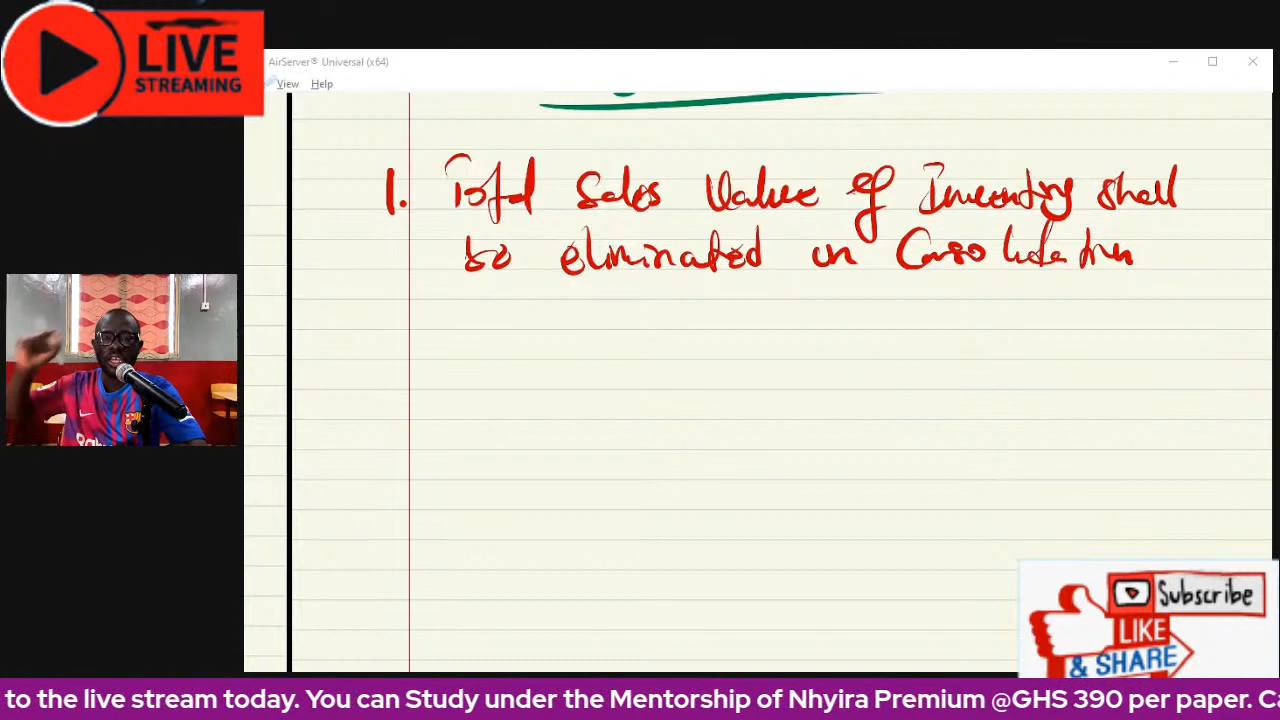 LIVE
STREAMING
AirServer® Universal (x64)
View Help
1. Total Sales Value of Inventory shall
be eliminated on Consolidation
Subscribe
LIKE
& SHARE
to the live stream today. You can Study under the Mentorship of Nhyira Premium @GHS 390 per paper. Ca